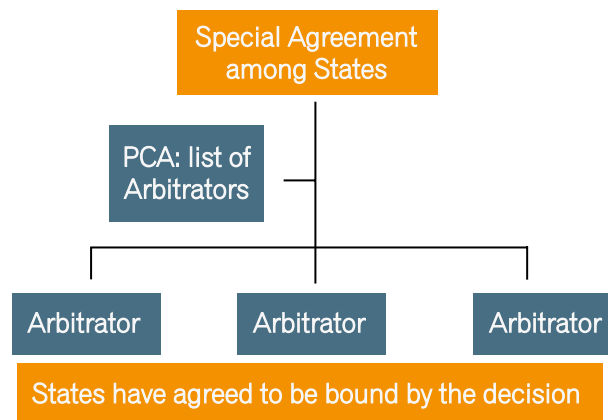 Special Agreement
among States
PCA: list of
Arbitrators
Arbitrator
Arbitrator
Arbitrator
States have agreed to be bound by the decision